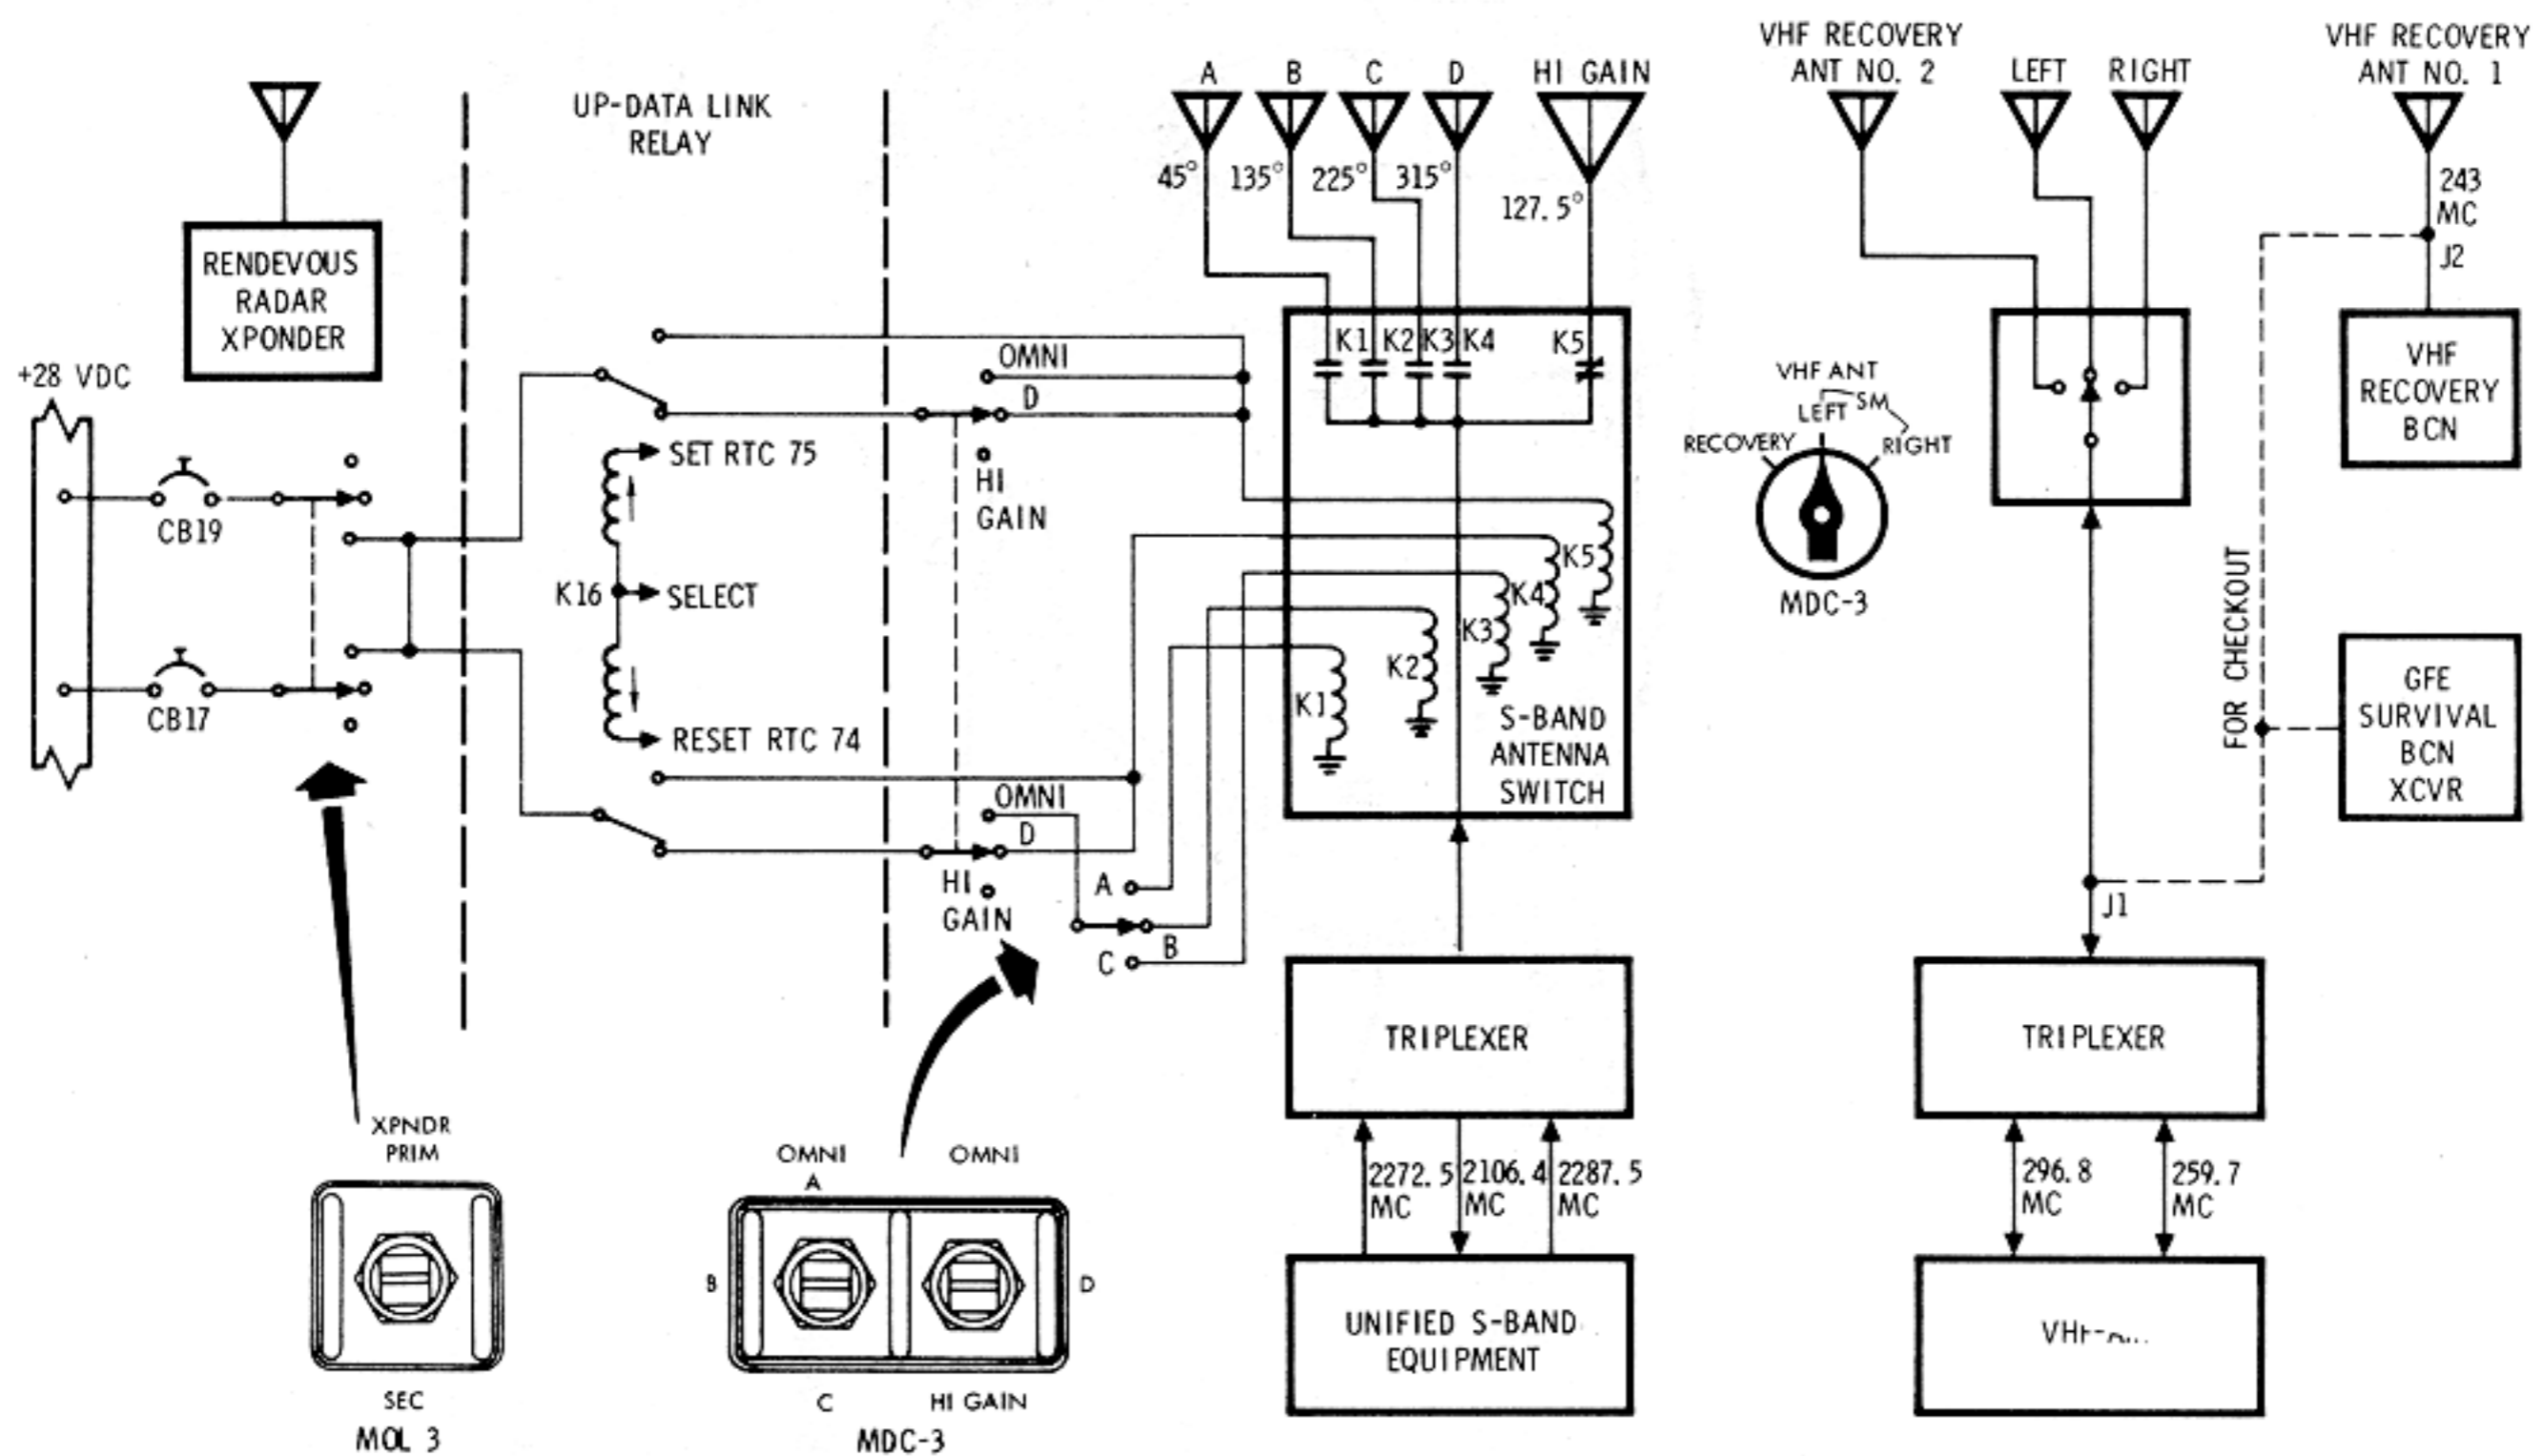 VHF RECOVERY
ANT NO. 2
LEFT
RIGHT
VHF RECOVERY
ANT NO. 1
A
B
C
D
HI GAIN
45°
135°
225°
315°
127.5°
243
MC
J2
UP-DATA LINK
RELAY
RENDEVOUS
RADAR
XPONDER
+28 VDC
CB19
CB17
OMNI
D
HI
GAIN
SET RTC 75
K16
SELECT
RESET RTC 74
OMNI
D
HI
GAIN
A
B
C
K1
K2
K3
K4
K5
K5
K4
K3
K2
K1
S-BAND
ANTENNA
SWITCH
VHF ANT
LEFT
SM
RECOVERY
RIGHT
MDC-3
VHF
RECOVERY
BCN
FOR CHECKOUT
GFE
SURVIVAL
BCN
XCVR
J1
TRIPLEXER
TRIPLEXER
2272.5
MC
2106.4
MC
2287.5
MC
296.8
MC
259.7
MC
UNIFIED S-BAND
EQUIPMENT
XPNDR
PRIM
SEC
MOL 3
OMNI
A
OMNI
B
D
C
HI GAIN
MDC-3